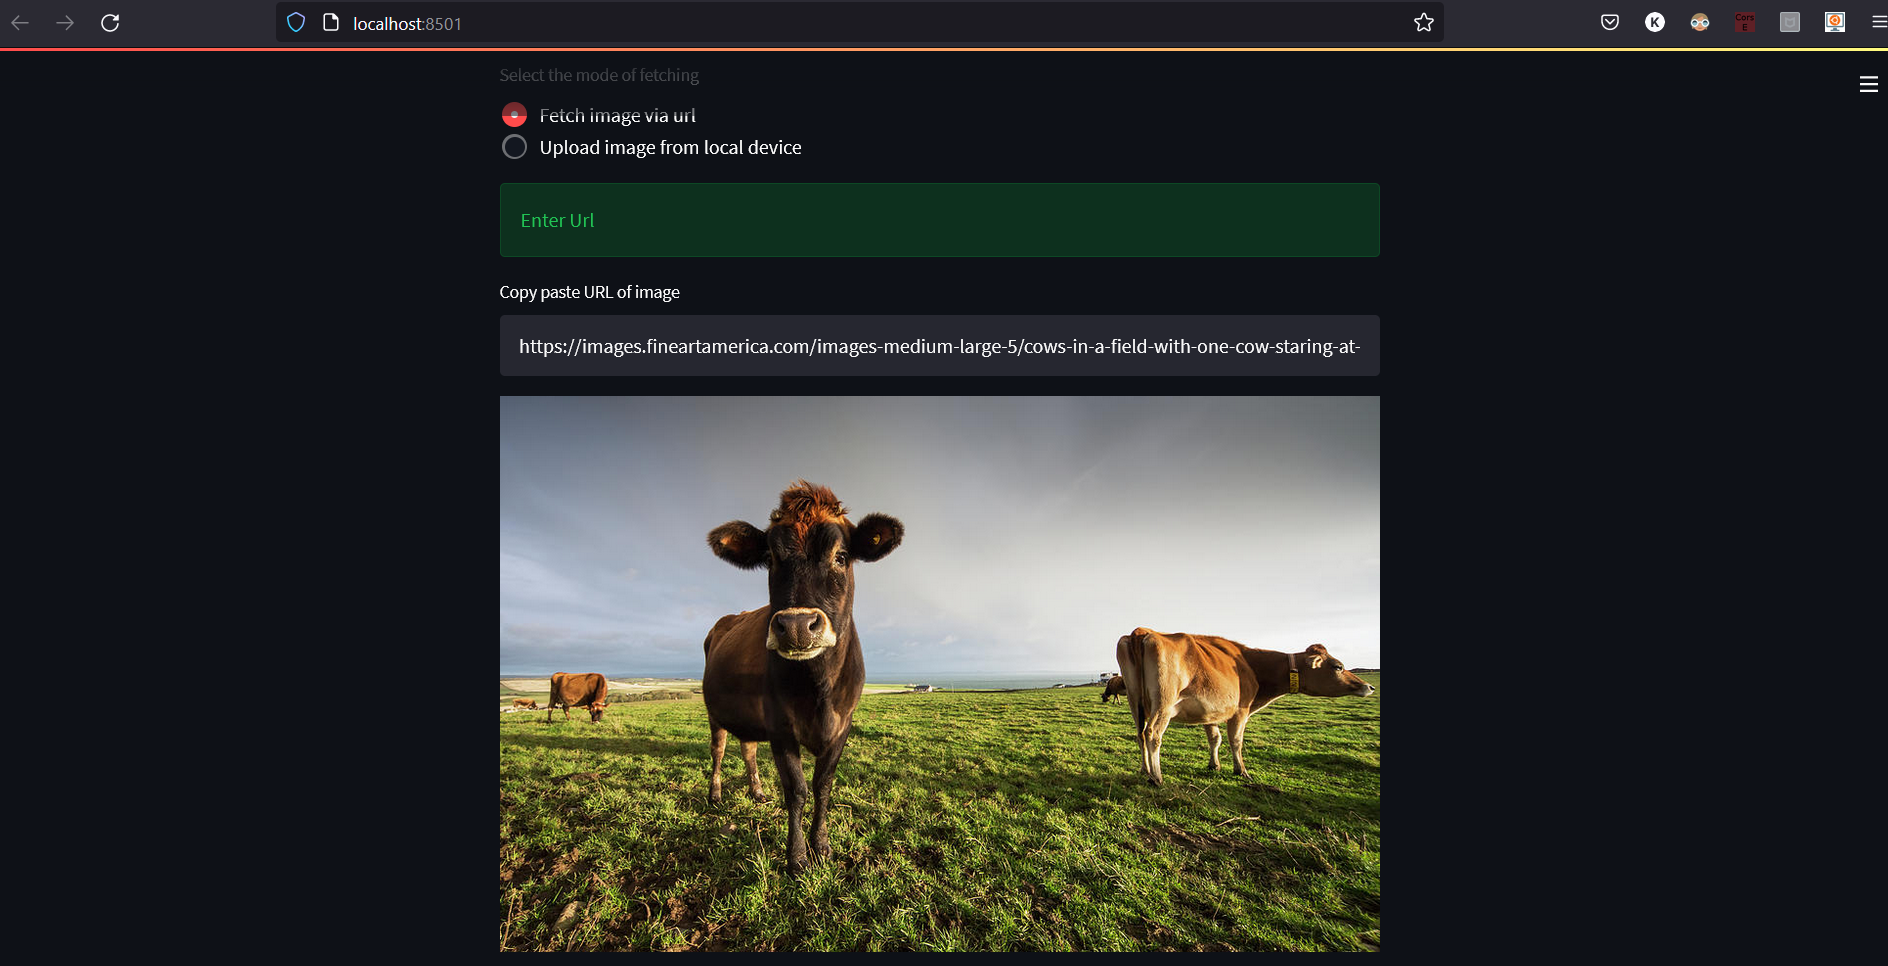 localhost:8501
K
Cors
E
Select the mode of fetching
Fetch image via url
Upload image from local device
Enter Url
Copy paste URL of image
https://images.fineartamerica.com/images-medium-large-5/cows-in-a-field-with-one-cow-staring-at-